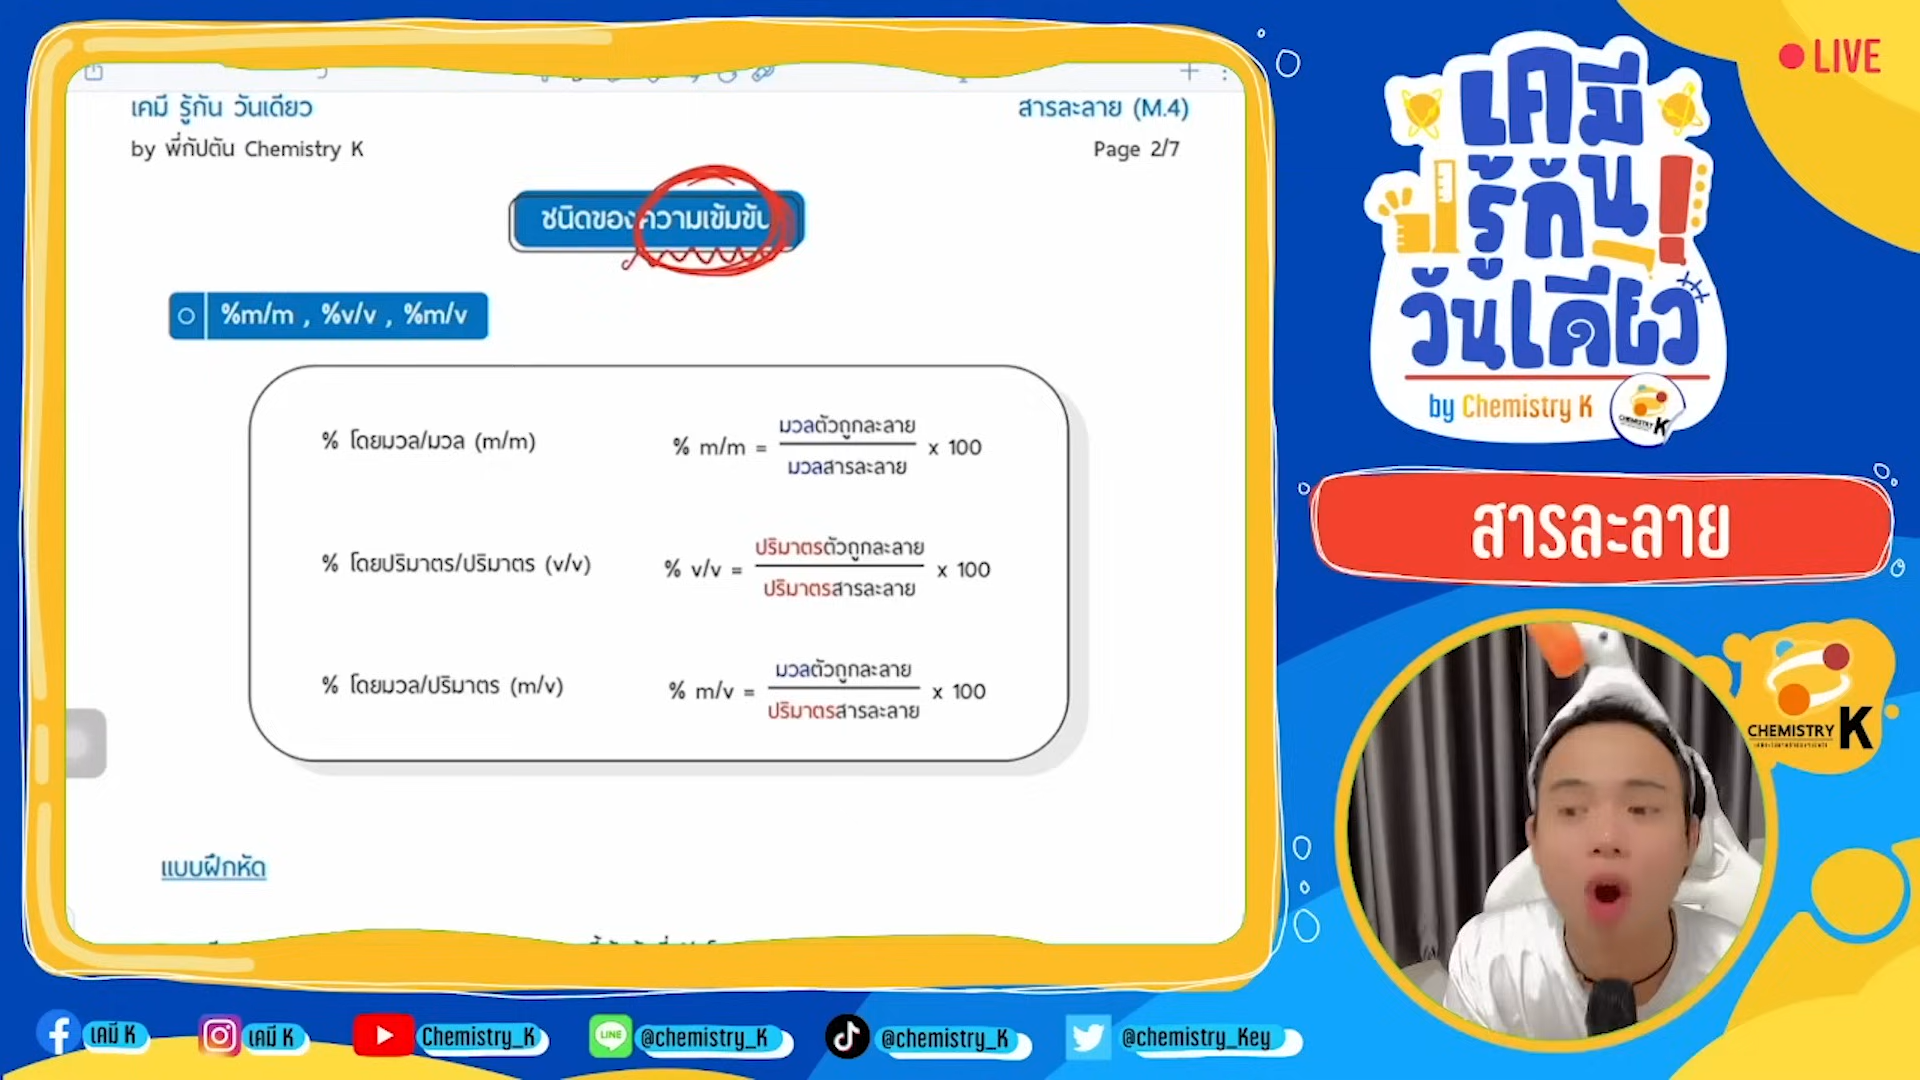 เคมี รู้กัน วันเดียว
by พี่กัปตัน Chemistry K
สารละลาย (M.4)
Page 2/7
ชนิดของความเข้มข้น
%m/m , %v/v , %m/v
% โดยมวล/มวล (m/m)
% m/m = มวลตัวถูกละลาย
มวลสารละลาย
x 100
% โดยปริมาตร/ปริมาตร (v/v)
% v/v = ปริมาตรตัวถูกละลาย
ปริมาตรสารละลาย
x 100
% โดยมวล/ปริมาตร (m/v)
% m/v = มวลตัวถูกละลาย
ปริมาตรสารละลาย
x 100
แบบฝึกหัด
LIVE
เคมี
รู้กัน!
วันเดียว
by Chemistry K
CHEMISTRY K
สารละลาย
CHEMISTRY K
เคมี K
เคมี K
Chemistry_K
LINE
@chemistry_K
@chemistry_K
@chemistry_Key